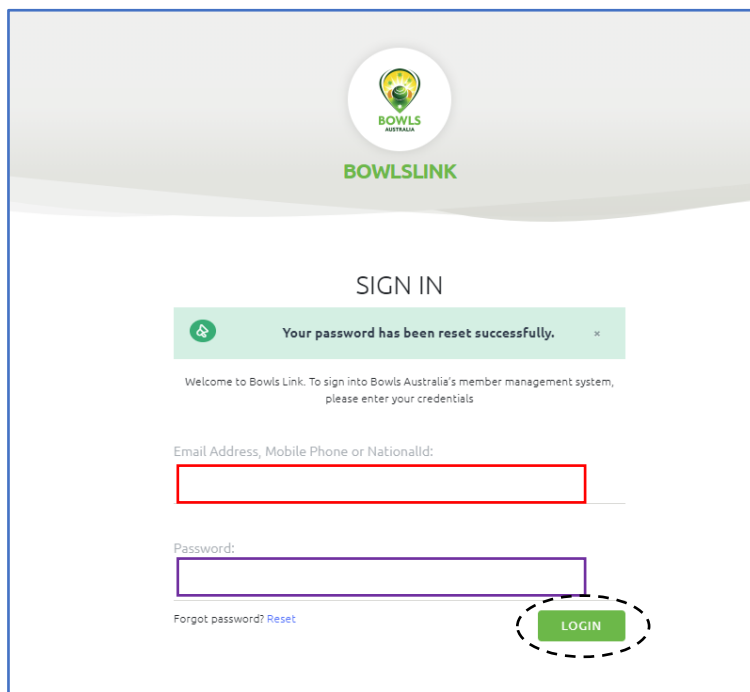 BOWLS
AUSTRALIA
BOWLSLINK
SIGN IN
Your password has been reset successfully. ×
Welcome to Bowls Link. To sign into Bowls Australia's member management system,
please enter your credentials
Email Address, Mobile Phone or NationalId:
Password:
Forgot password? Reset
LOGIN